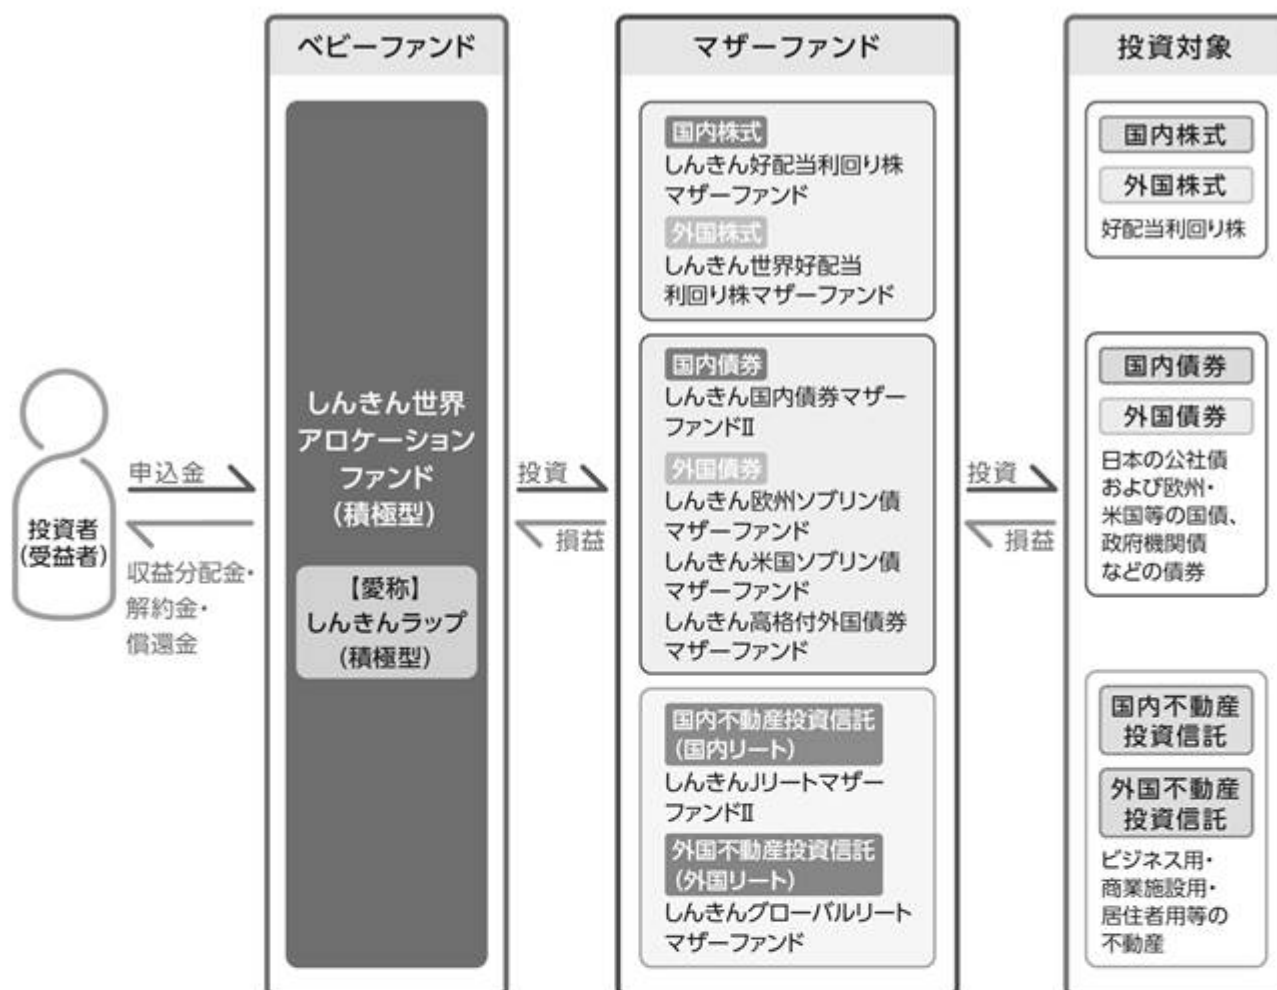 ベビーファンド
マザーファンド
投資対象
投資者
(受益者)
申込金
収益分配金・
解約金・
償還金
しんきん世界
アロケーション
ファンド
(積極型)
【愛称】
しんきんラップ
(積極型)
投資
損益
国内株式
しんきん好配当利回り株
マザーファンド
外国株式
しんきん世界好配当
利回り株マザーファンド
国内債券
しんきん国内債券マザー
ファンドⅡ
外国債券
しんきん欧州ソブリン債
マザーファンド
しんきん米国ソブリン債
マザーファンド
しんきん高格付外国債券
マザーファンド
国内不動産投資信託
(国内リート)
しんきんJリートマザー
ファンドⅡ
外国不動産投資信託
(外国リート)
しんきんグローバルリート
マザーファンド
投資
損益
国内株式
外国株式
好配当利回り株
国内債券
外国債券
日本の公社債
および欧州・
米国等の国債、
政府機関債
などの債券
国内不動産
投資信託
外国不動産
投資信託
ビジネス用・
商業施設用・
居住者用等の
不動産